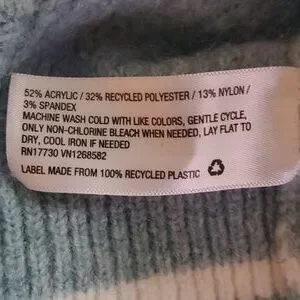 52% ACRYLIC / 32% RECYCLED POLYESTER / 13% NYLON /
3% SPANDEX
MACHINE WASH COLD WITH LIKE COLORS, GENTLE CYCLE,
ONLY NON-CHLORINE BLEACH WHEN NEEDED, LAY FLAT TO
DRY, COOL IRON IF NEEDED
RN17730 VN1268582
LABEL MADE FROM 100% RECYCLED PLASTIC